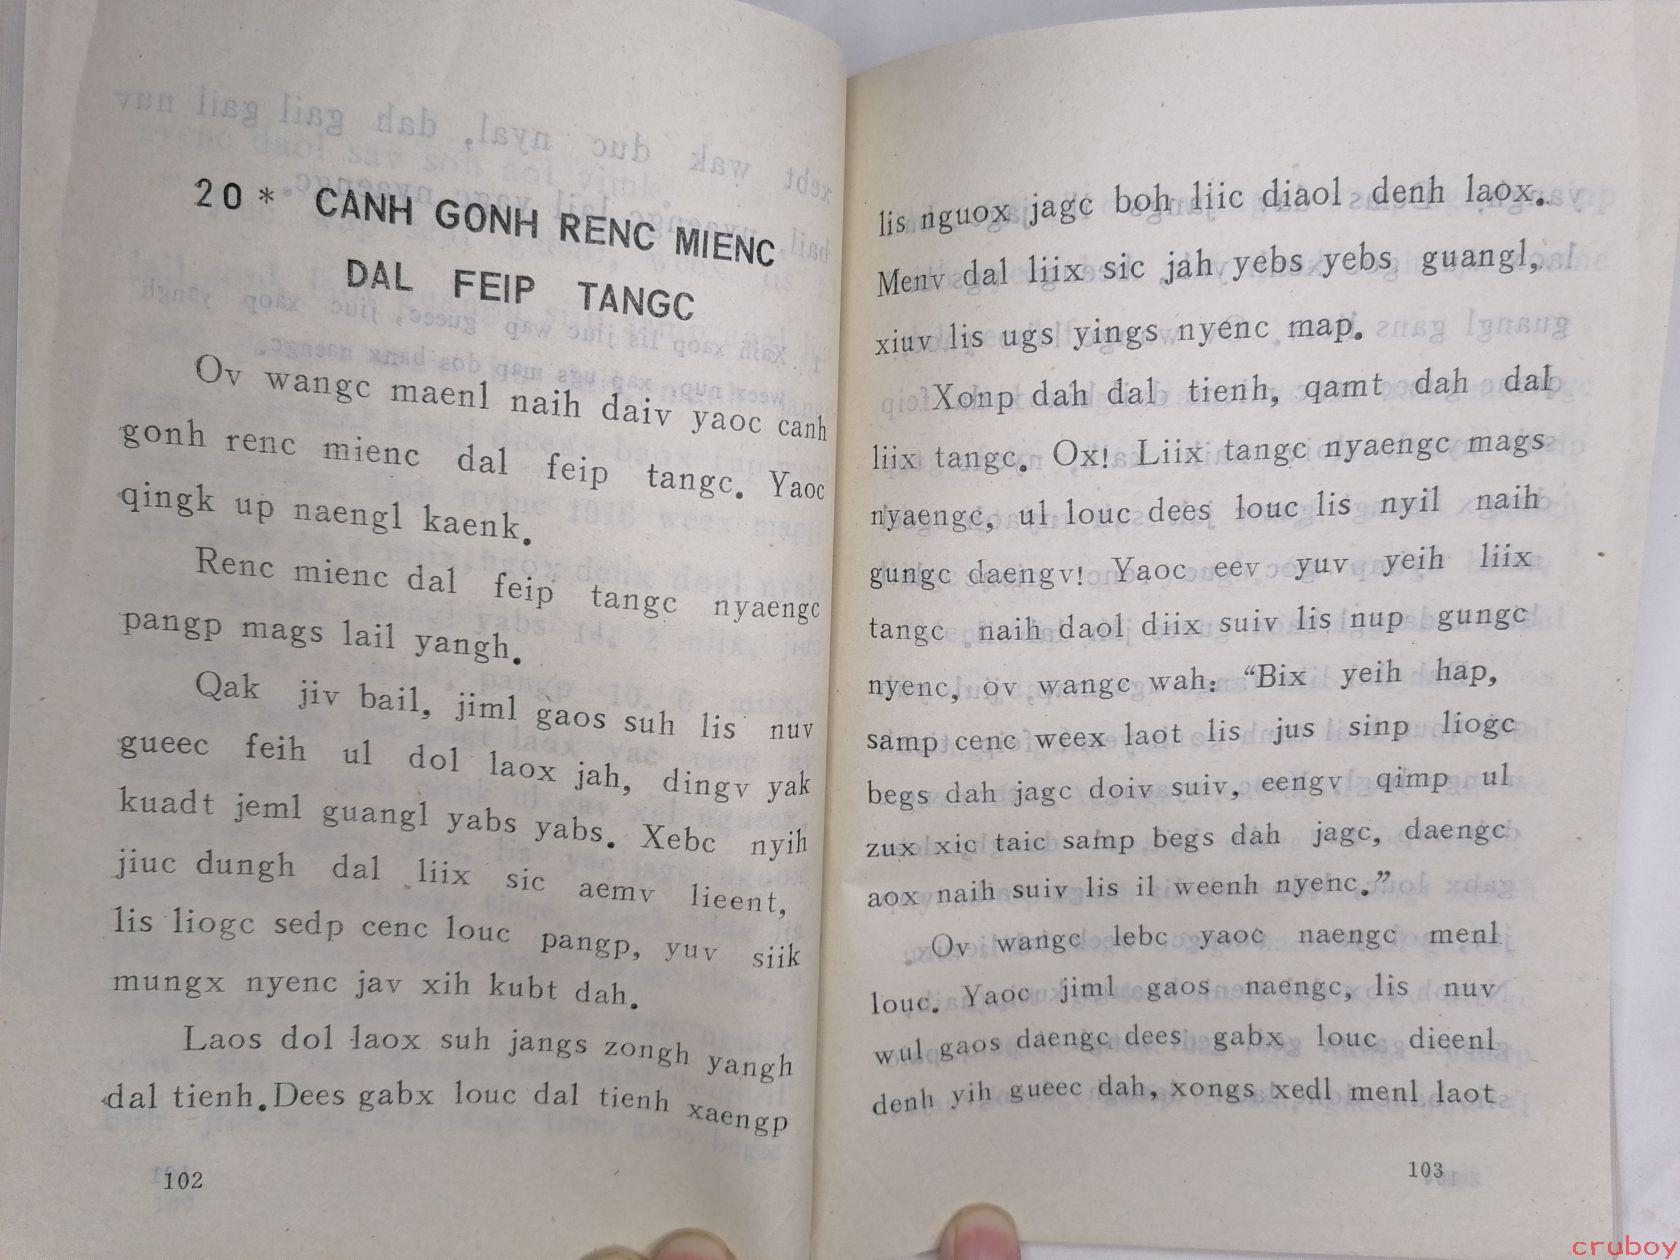 20* CANH GONH RENC MIENC
DAL FEIP TANGC
Ov wangc maenl naih daiv yaoc canh
gonh renc mienc dal feip tangc. Yaoc
qingk up naengl kaenk.
Renc mienc dal feip tangc nyaengc
pangp mags lail yangh.
Qak jiv bail, jiml gaos suh lis nuv
gueec feih ul dol laox jah, dingv yak
kuadt jeml guangl yabs yabs. Xebc nyih
jiuc dungh dal liix sic aemv lieent,
lis liogc sedp cenc louc pangp, yuv siik
mungx nyenc jav xih kubt dah.
Laos dol laox suh jangs zongh yangh
dal tienh. Dees gabx louc dal tienh xaengp
102
lis nguox jagc boh liic diaol denh laox.
Menv dal liix sic jah yebs yebs guangl,
xiuv lis ugs yings nyenc map.
Xonp dah dal tienh, qamt dah dal
liix tangc. Ox! Liix tangc nyaengc mags
nyaengc, ul louc dees louc lis nyil naih
gungc daengv! Yaoc eev yuv yeih liix
tangc naih daol diix suiv lis nup gungc
nyenc, ov wangc wah: “Bix yeih hap,
samp cenc weex laot lis jus sinp liogc
begs dah jagc doiv suiv, eengv qimp ul
zux xic taic samp begs dah jagc, daengc
aox naih suiv lis il weenh nyenc.”
Ov wangc lebc yaoc naengc menl
louc. Yaoc jiml gaos naengc, lis nuv
wul gaos daengc dees gabx louc dieenl
denh yih gueec dah, xongs xedl menl laot
103
cruboy